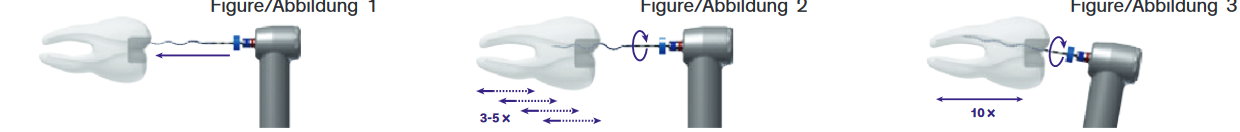 Figure/Abbildung 1
Figure/Abbildung 2
Figure/Abbildung 3
3-5 x
10 x